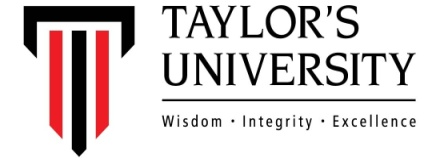 TAYLOR'S
UNIVERSITY
Wisdom · Integrity · Excellence